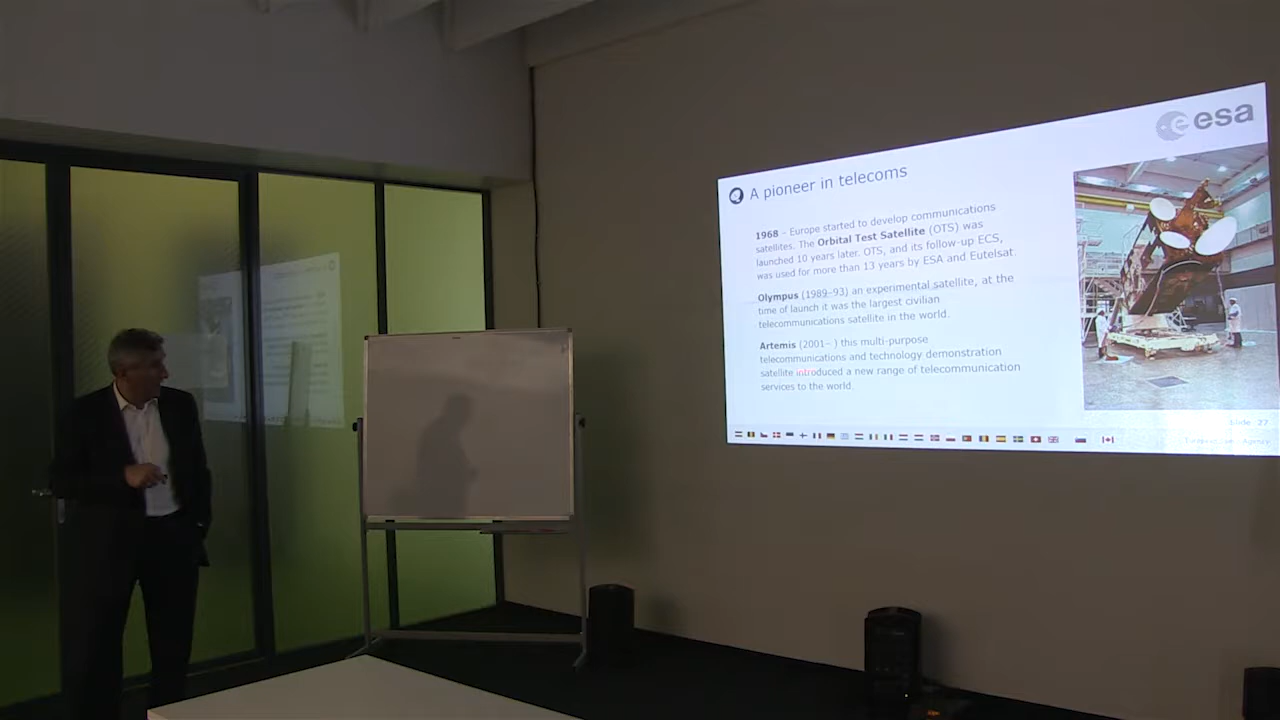 esa
A pioneer in telecoms
1968 – Europe started to develop communications
satellites. The Orbital Test Satellite (OTS) was
launched 10 years later. OTS, and its follow-up ECS,
was used for more than 13 years by ESA and Eutelsat.
Olympus (1989–93) an experimental satellite, at the
time of launch it was the largest civilian
telecommunications satellite in the world.
Artemis (2001– ) this multi-purpose
telecommunications and technology demonstration
satellite introduced a new range of telecommunication
services to the world
Slide 27
Agency